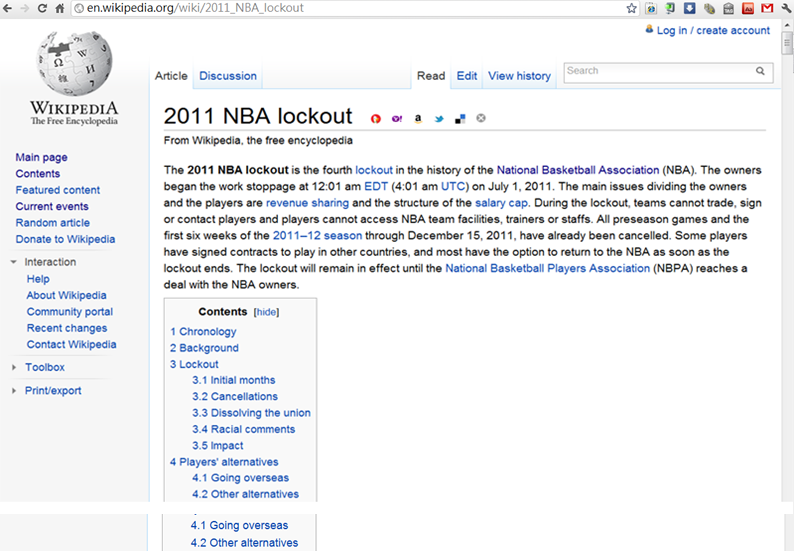 en.wikipedia.org/wiki/2011_NBA_lockout
Log in / create account
Article Discussion Read Edit View history Search
WIKIPEDIA
The Free Encyclopedia
2011 NBA lockout
From Wikipedia, the free encyclopedia
Main page
Contents
Featured content
Current events
Random article
Donate to Wikipedia
Interaction
Help
About Wikipedia
Community portal
Recent changes
Contact Wikipedia
Toolbox
Print/export
The 2011 NBA lockout is the fourth lockout in the history of the National Basketball Association (NBA). The owners
began the work stoppage at 12:01 am EDT (4:01 am UTC) on July 1, 2011. The main issues dividing the owners
and the players are revenue sharing and the structure of the salary cap. During the lockout, teams cannot trade, sign
or contact players and players cannot access NBA team facilities, trainers or staffs. All preseason games and the
first six weeks of the 2011–12 season through December 15, 2011, have already been cancelled. Some players
have signed contracts to play in other countries, and most have the option to return to the NBA as soon as the
lockout ends. The lockout will remain in effect until the National Basketball Players Association (NBPA) reaches a
deal with the NBA owners.
Contents [hide]
1 Chronology
2 Background
3 Lockout
3.1 Initial months
3.2 Cancellations
3.3 Dissolving the union
3.4 Racial comments
3.5 Impact
4 Players' alternatives
4.1 Going overseas
4.2 Other alternatives
4.1 Going overseas
4.2 Other alternatives